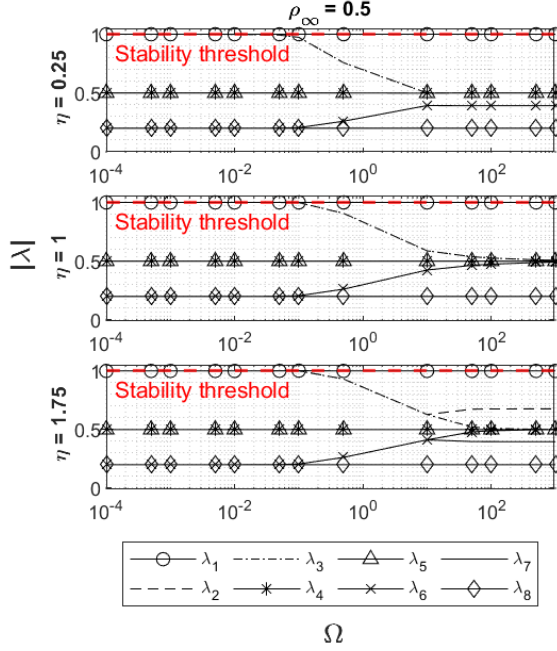 ρ∞ = 0.5
|λ|
η = 0.25
1
0.5
0
Stability threshold
10⁻⁴ 10⁻² 10⁰ 10²
η = 1
1
0.5
0
Stability threshold
10⁻⁴ 10⁻² 10⁰ 10²
η = 1.75
1
0.5
0
Stability threshold
10⁻⁴ 10⁻² 10⁰ 10²
λ₁ λ₃ λ₅ λ₇
λ₂ λ₄ λ₆ λ₈
Ω